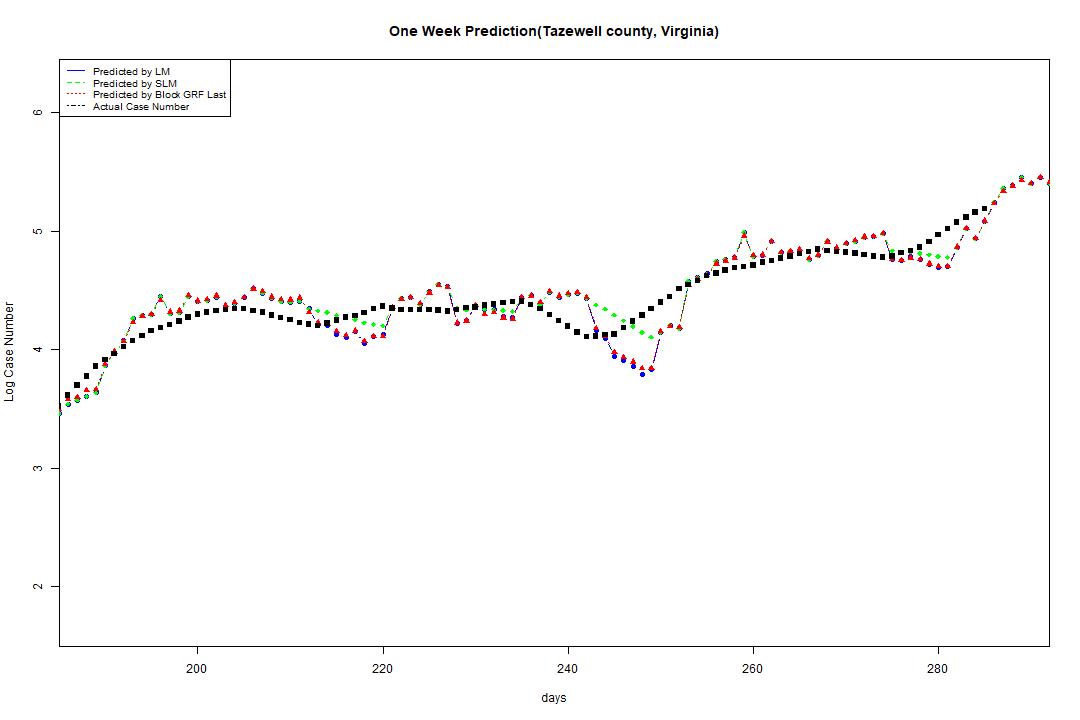 One Week Prediction(Tazewell county, Virginia)
Predicted by LM
Predicted by SLM
Predicted by Block GRF Last
Actual Case Number
6
5
4
3
2
Log Case Number
200 220 240 260 280
days